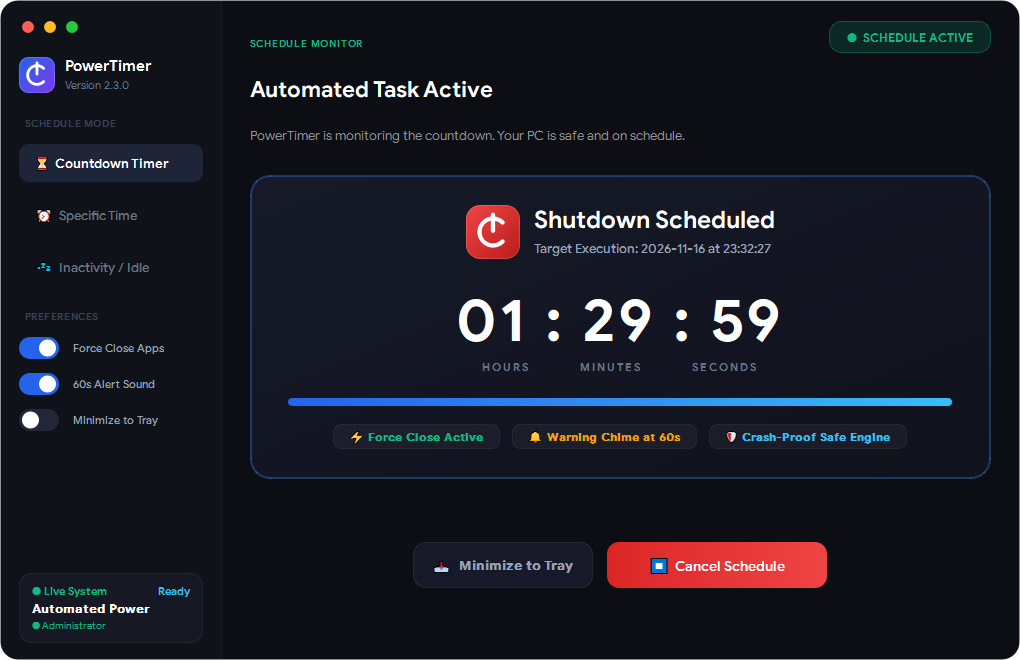 PowerTimer
Version 2.3.0
SCHEDULE MODE
Countdown Timer
Specific Time
Inactivity / Idle
PREFERENCES
Force Close Apps
60s Alert Sound
Minimize to Tray
Live System Ready
Automated Power
Administrator
SCHEDULE MONITOR
SCHEDULE ACTIVE
Automated Task Active
PowerTimer is monitoring the countdown. Your PC is safe and on schedule.
Shutdown Scheduled
Target Execution: 2026-11-16 at 23:32:27
01 : 29 : 59
HOURS MINUTES SECONDS
Force Close Active
Warning Chime at 60s
Crash-Proof Safe Engine
Minimize to Tray
Cancel Schedule